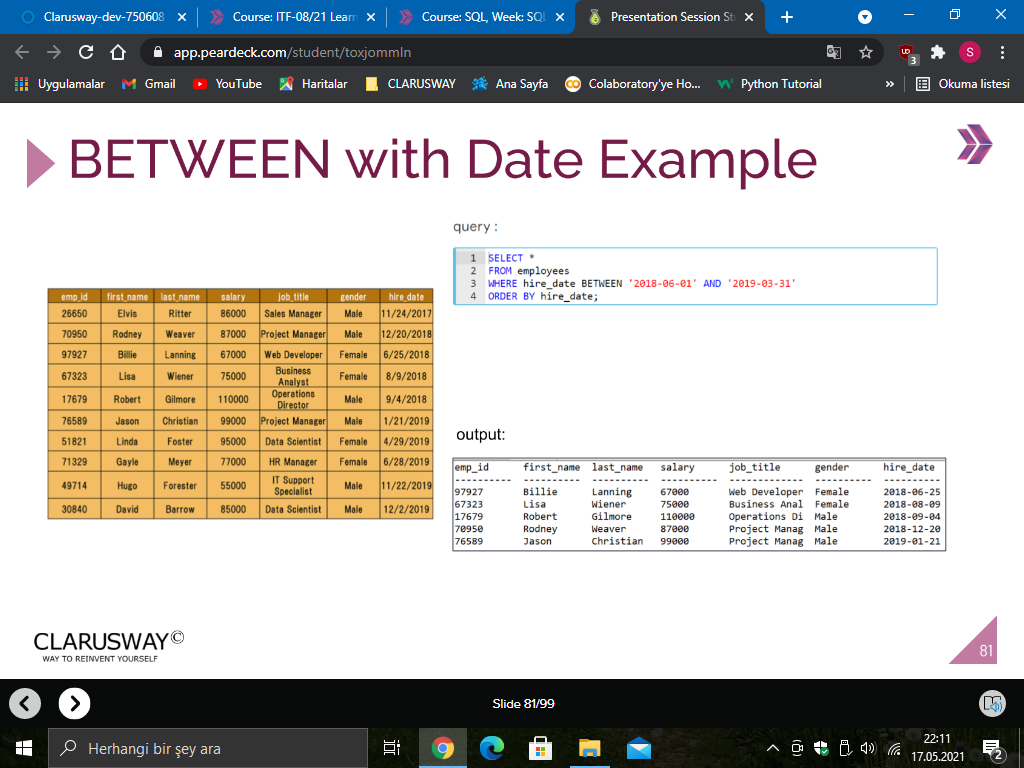 Clarusway-dev-750608
Course: ITF-08/21 Learn
Course: SQL, Week: SQL
Presentation Session St
app.peardeck.com/student/toxjommln
UD
3
S
Uygulamalar
Gmail
YouTube
Haritalar
CLARUSWAY
Ana Sayfa
Colaboratory'ye Ho...
Python Tutorial
»
Okuma listesi
BETWEEN with Date Example
query :
1 SELECT *
2 FROM employees
3 WHERE hire_date BETWEEN '2018-06-01' AND '2019-03-31'
4 ORDER BY hire_date;
emp_id first_name last_name salary job_title gender hire_date
26650 Elvis Ritter 86000 Sales Manager Male 11/24/2017
70950 Rodney Weaver 87000 Project Manager Male 12/20/2018
97927 Billie Lanning 67000 Web Developer Female 6/25/2018
67323 Lisa Wiener 75000 Business Analyst Female 8/9/2018
17679 Robert Gilmore 110000 Operations Director Male 9/4/2018
76589 Jason Christian 99000 Project Manager Male 1/21/2019
51821 Linda Foster 95000 Data Scientist Female 4/29/2019
71329 Gayle Meyer 77000 HR Manager Female 6/28/2019
49714 Hugo Forester 55000 IT Support Specialist Male 11/22/2019
30840 David Barrow 85000 Data Scientist Male 12/2/2019
output:
emp_id first_name last_name salary job_title gender hire_date
---------- ---------- ---------- ---------- ---------- ---------- ----------
97927 Billie Lanning 67000 Web Developer Female 2018-06-25
67323 Lisa Wiener 75000 Business Anal Female 2018-08-09
17679 Robert Gilmore 110000 Operations Di Male 2018-09-04
70950 Rodney Weaver 87000 Project Manag Male 2018-12-20
76589 Jason Christian 99000 Project Manag Male 2019-01-21
CLARUSWAY©
WAY TO REINVENT YOURSELF
81
Slide 81/99
Herhangi bir şey ara
22:11
17.05.2021
2